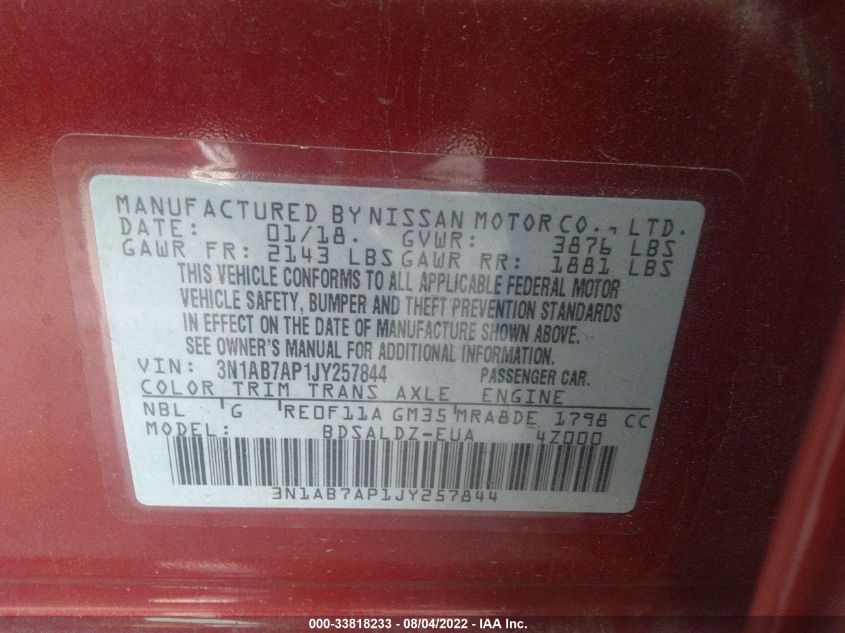 MANUFACTURED BY NISSAN MOTOR CO., LTD.
DATE: 01/18. GVWR: 3876 LBS
GAWR FR: 2143 LBS GAWR RR: 1881 LBS
THIS VEHICLE CONFORMS TO ALL APPLICABLE FEDERAL MOTOR
VEHICLE SAFETY, BUMPER AND THEFT PREVENTION STANDARDS
IN EFFECT ON THE DATE OF MANUFACTURE SHOWN ABOVE.
SEE OWNER'S MANUAL FOR ADDITIONAL INFORMATION.
VIN: 3N1AB7AP1JY257844 PASSENGER CAR.
COLOR TRIM TRANS AXLE ENGINE
NBL G RE0F11A GM35 MRA8DE 1798 CC
MODEL: BDSALDZ-EUA 4Z000
3N1AB7AP1JY257844
000-33818233 - 08/04/2022 - IAA Inc.